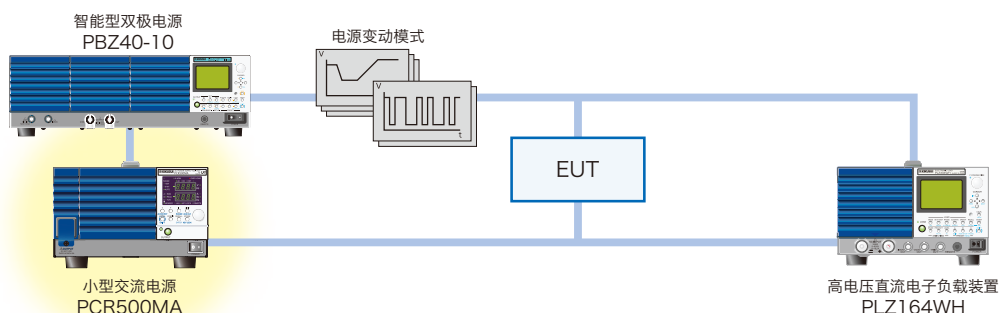 智能型双极电源
PBZ40-10
电源变动模式
V
V
t
EUT
小型交流电源
PCR500MA
高电压直流电子负载装置
PLZ164WH